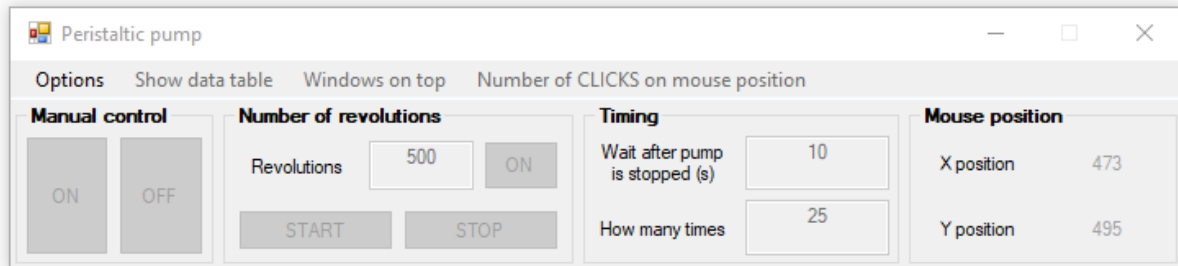 Peristaltic pump
Options Show data table Windows on top Number of CLICKS on mouse position
Manual control
ON OFF
Number of revolutions
Revolutions 500 ON
START STOP
Timing
Wait after pump
is stopped (s) 10
How many times 25
Mouse position
X position 473
Y position 495